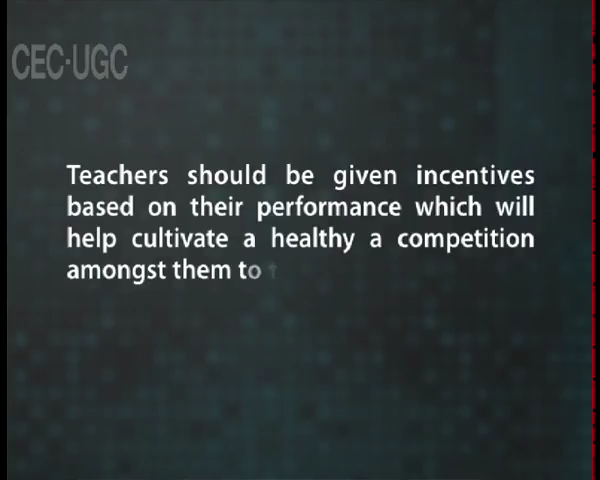 CEC-UGC
Teachers should be given incentives
based on their performance which will
help cultivate a healthy a competition
amongst them to t